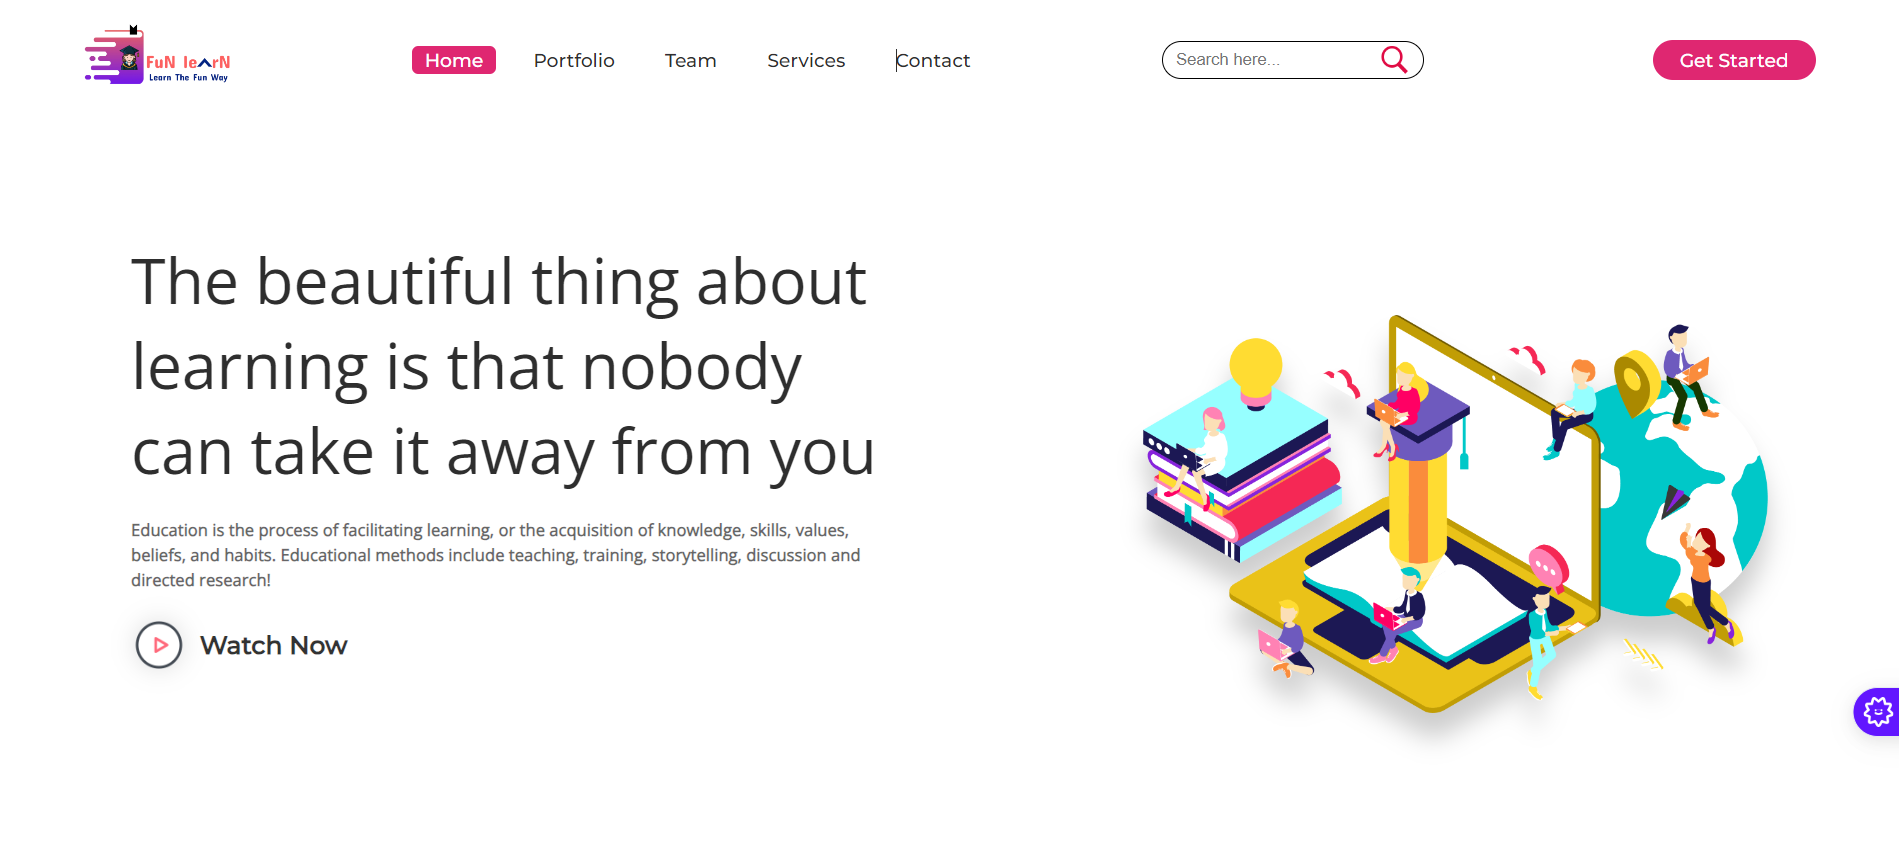 FuN leArN
Learn The Fun Way
Home
Portfolio
Team
Services
Contact
Search here...
Get Started
The beautiful thing about
learning is that nobody
can take it away from you
Education is the process of facilitating learning, or the acquisition of knowledge, skills, values,
beliefs, and habits. Educational methods include teaching, training, storytelling, discussion and
directed research!
Watch Now